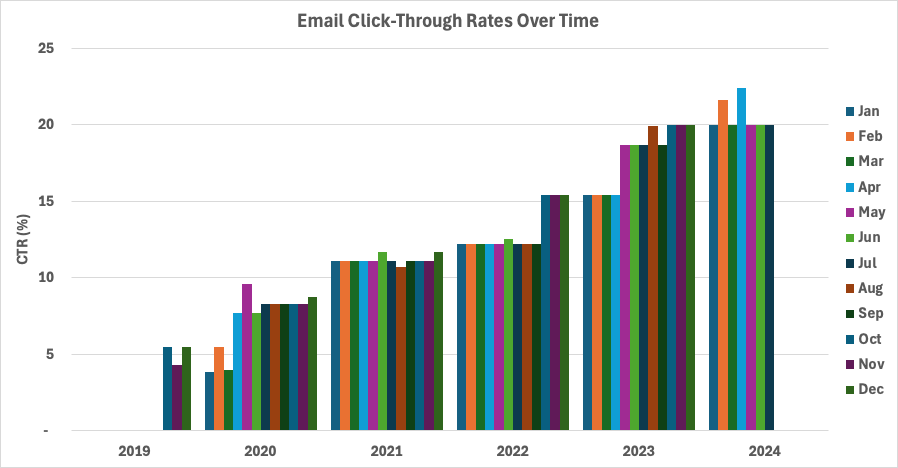 Email Click-Through Rates Over Time
25
20
15
10
5
-
CTR (%)
2019 2020 2021 2022 2023 2024
Jan
Feb
Mar
Apr
May
Jun
Jul
Aug
Sep
Oct
Nov
Dec